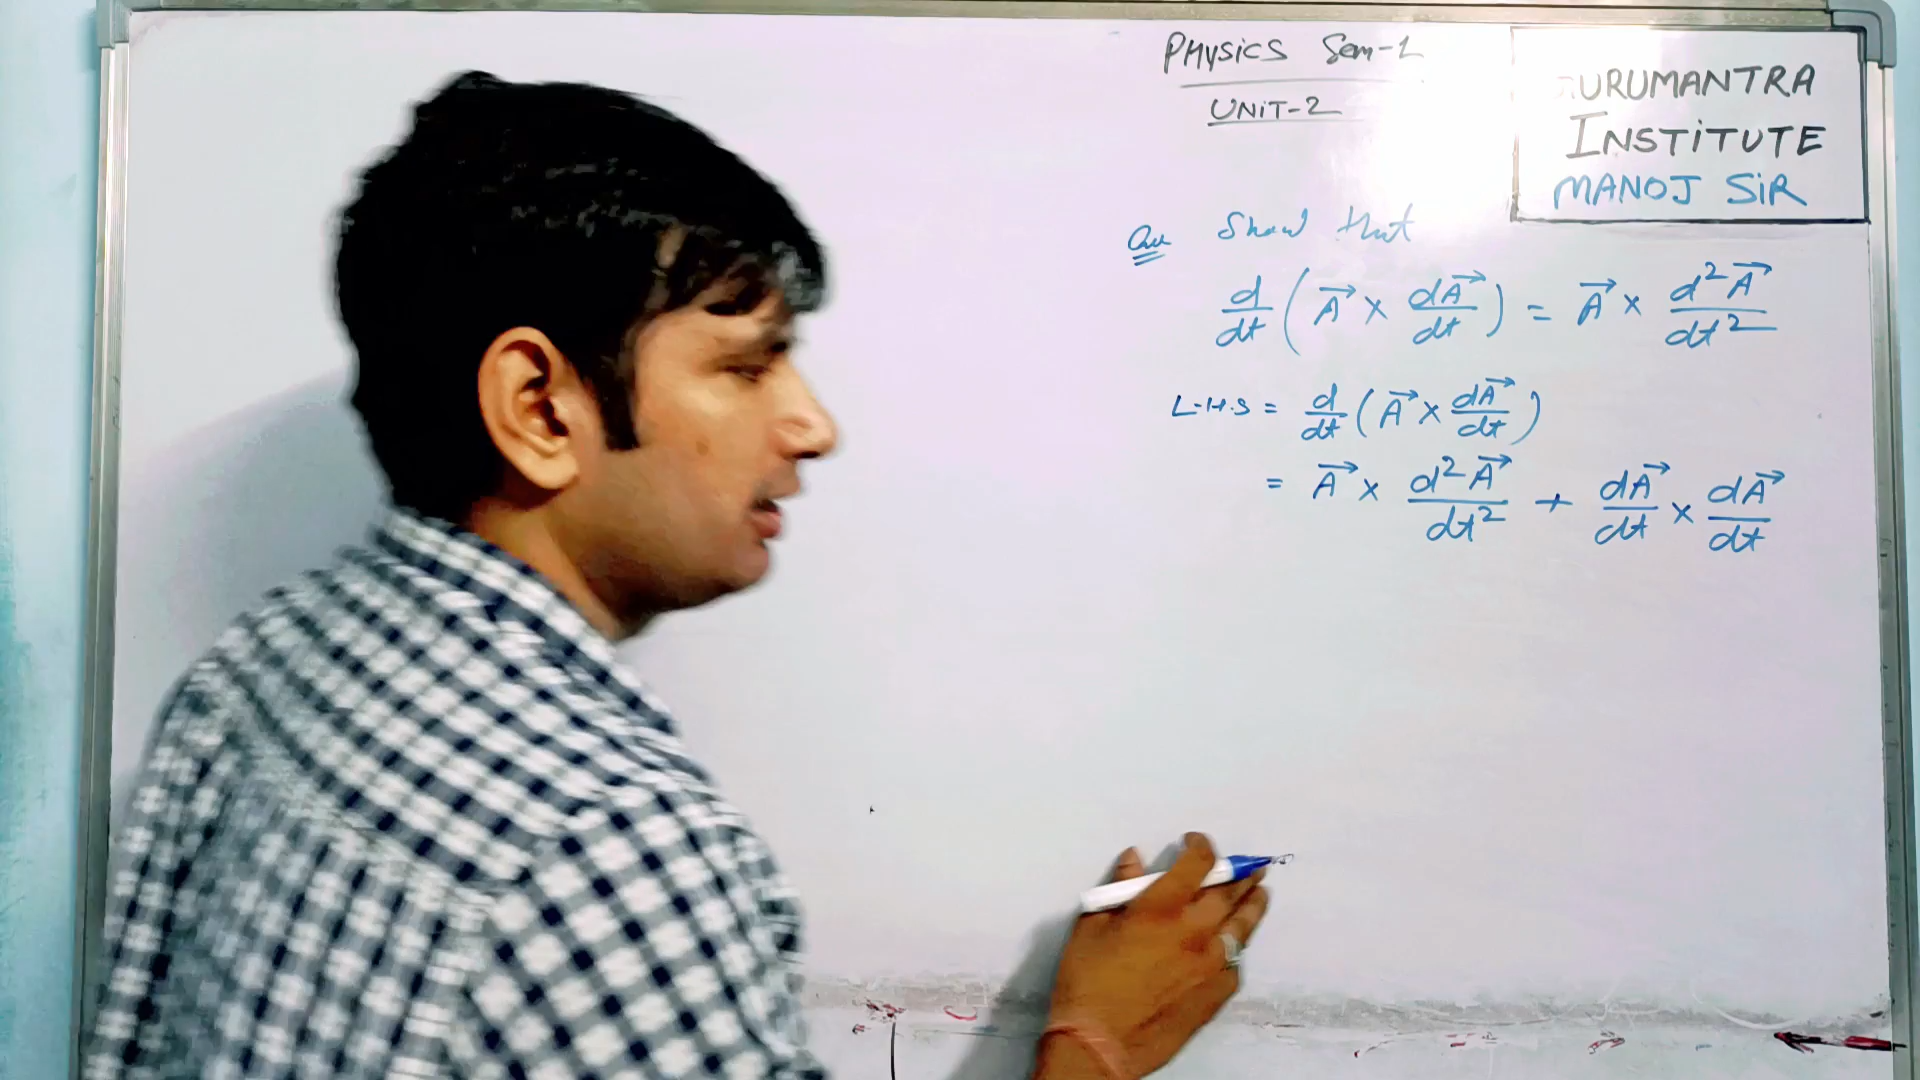 PHYSICS Sem-1
UNIT-2
GURUMANTRA
INSTITUTE
MANOJ SIR
Que Show that
d/dt (A⃗ × dA⃗/dt) = A⃗ × d²A⃗/dt²
L.H.S = d/dt (A⃗ × dA⃗/dt)
= A⃗ × d²A⃗/dt² + dA⃗/dt × dA⃗/dt